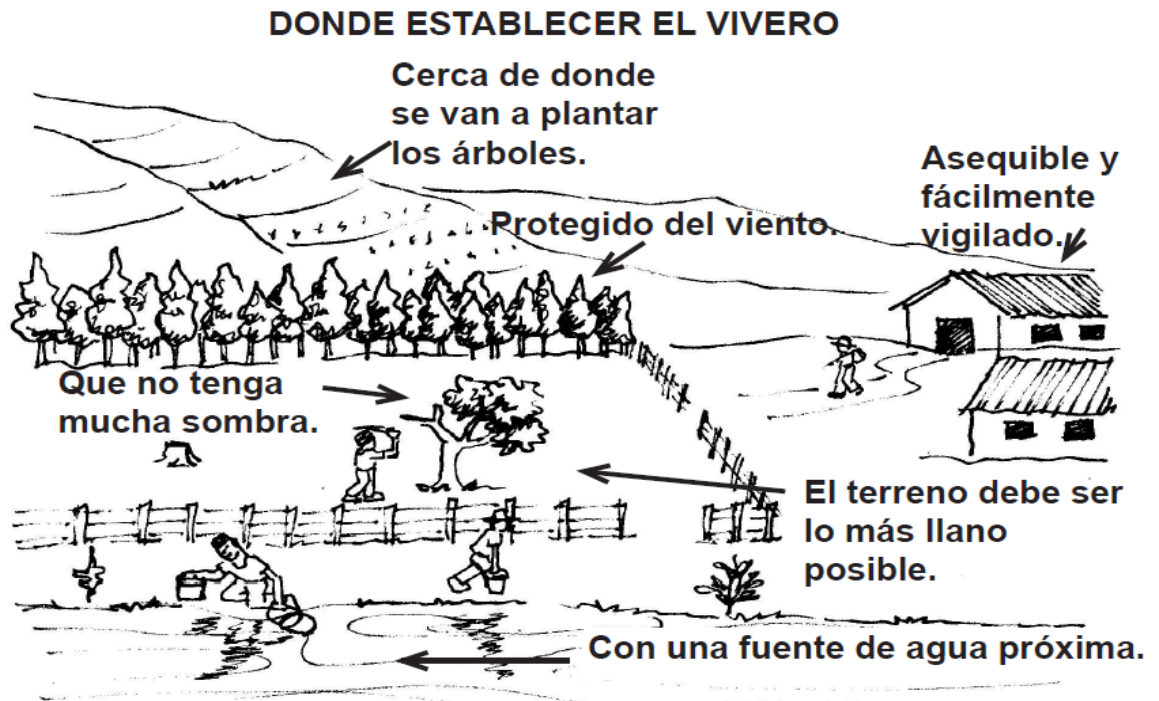 DONDE ESTABLECER EL VIVERO
Cerca de donde
se van a plantar
los árboles.
Asequible y
fácilmente
vigilado.
Protegido del viento.
Que no tenga
mucha sombra.
El terreno debe ser
lo más llano
posible.
Con una fuente de agua próxima.